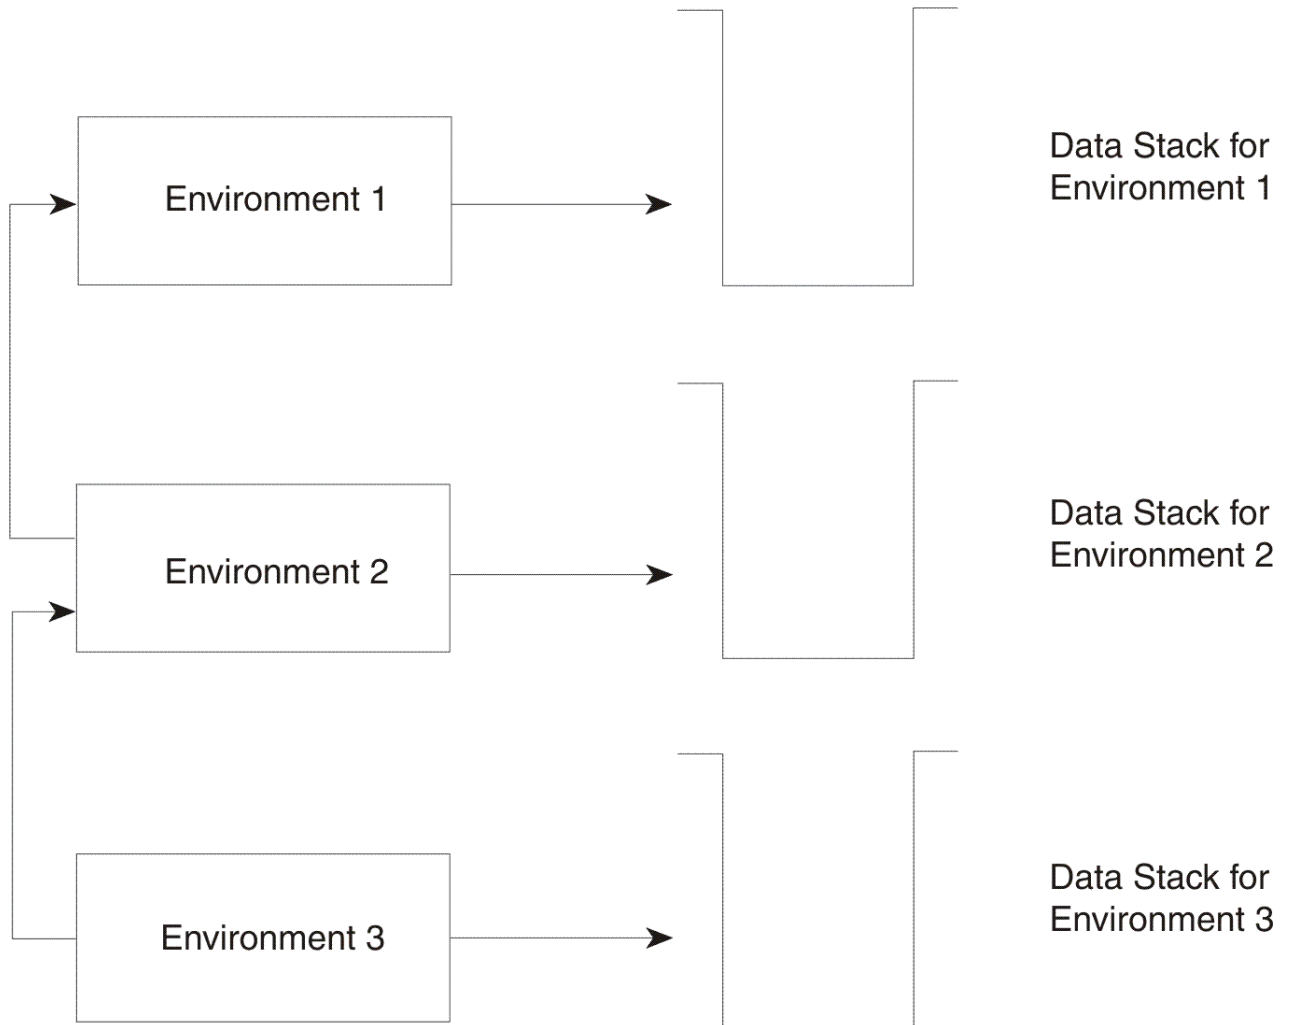 Environment 1
Data Stack for
Environment 1
Environment 2
Data Stack for
Environment 2
Environment 3
Data Stack for
Environment 3